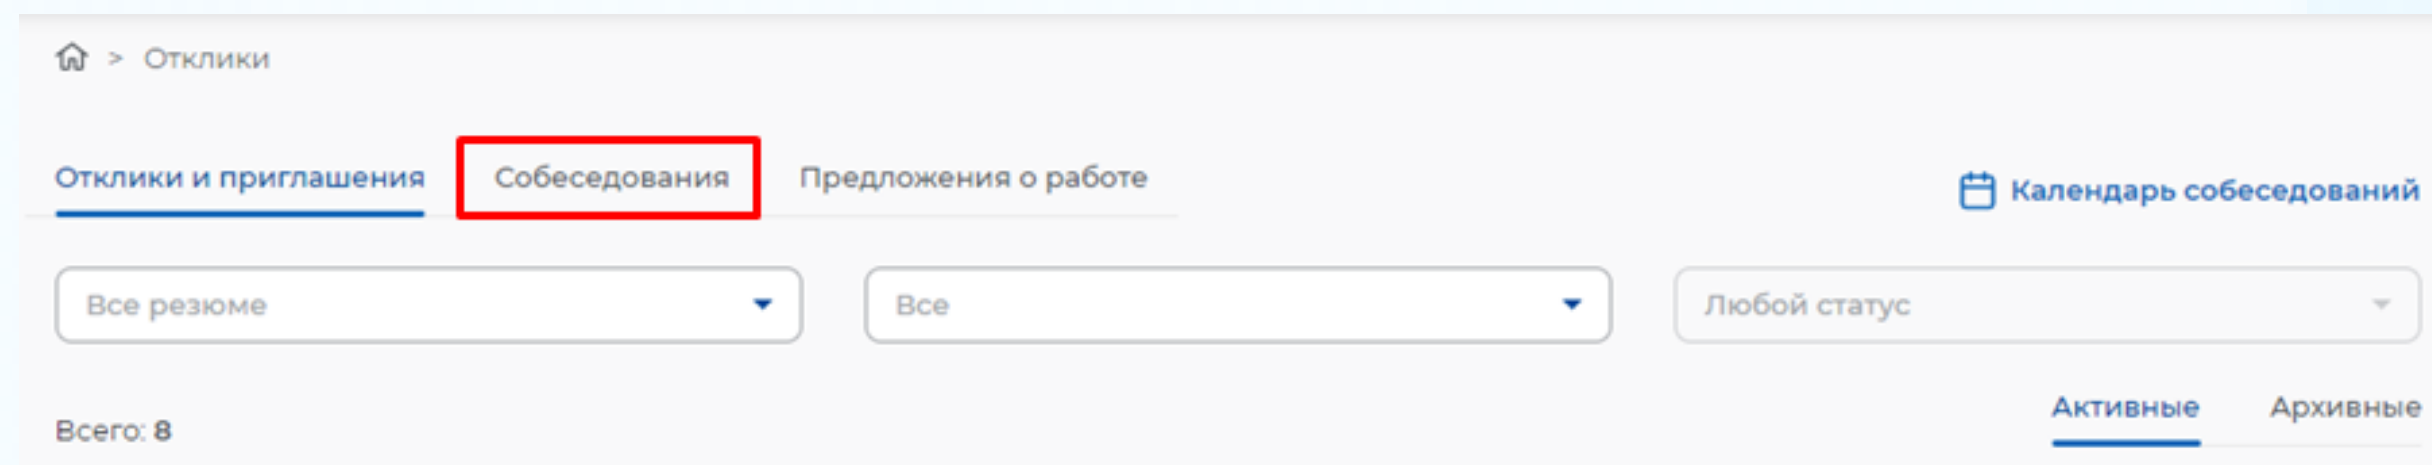 > Отклики
Отклики и приглашения Собеседования Предложения о работе
Календарь собеседований
Все резюме Все Любой статус
Активные Архивные
Всего: 8